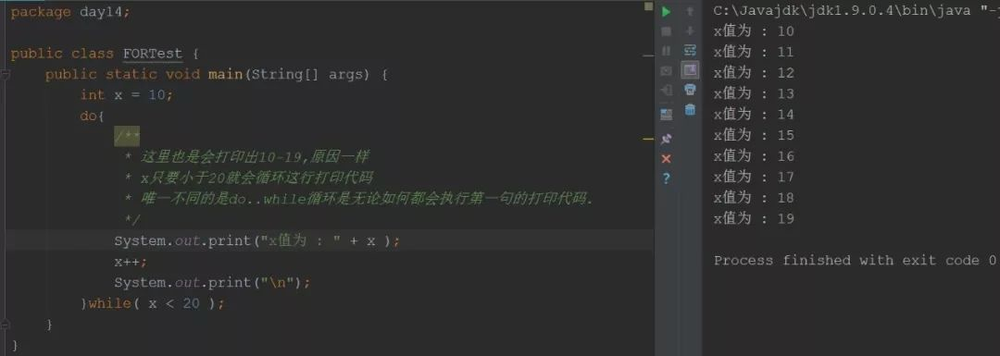 package day14;
public class FORTest {
public static void main(String[] args) {
int x = 10;
do{
/**
* 这里也是会打印出10-19,原因一样
* x只要小于20就会循环这行打印代码
* 唯一不同的是do..while循环是无论如何都会执行第一句的打印代码.
*/
System.out.print("x值为 : " + x );
x++;
System.out.print("\n");
}while( x < 20 );
}
}
C:\Javajdk\jdk1.9.0.4\bin\java "-j
x值为 : 10
x值为 : 11
x值为 : 12
x值为 : 13
x值为 : 14
x值为 : 15
x值为 : 16
x值为 : 17
x值为 : 18
x值为 : 19
Process finished with exit code 0